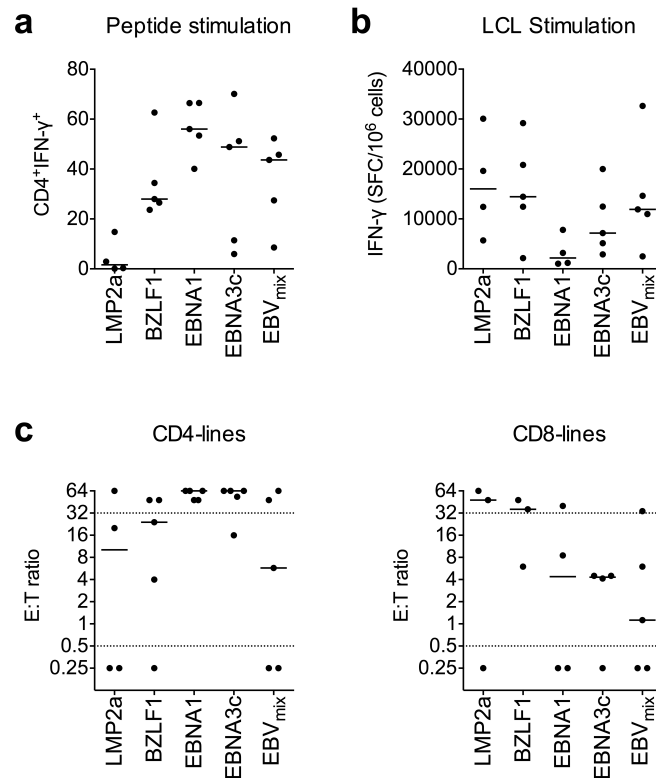 a
Peptide stimulation
CD4⁺IFN-γ⁺
80
60
40
20
0
LMP2a
BZLF1
EBNA1
EBNA3c
EBVmix
b
LCL Stimulation
IFN-γ (SFC/10⁶ cells)
40000
30000
20000
10000
0
LMP2a
BZLF1
EBNA1
EBNA3c
EBVmix
c
CD4-lines
E:T ratio
64
32
16
8
4
2
1
0.5
0.25
LMP2a
BZLF1
EBNA1
EBNA3c
EBVmix
CD8-lines
E:T ratio
64
32
16
8
4
2
1
0.5
0.25
LMP2a
BZLF1
EBNA1
EBNA3c
EBVmix